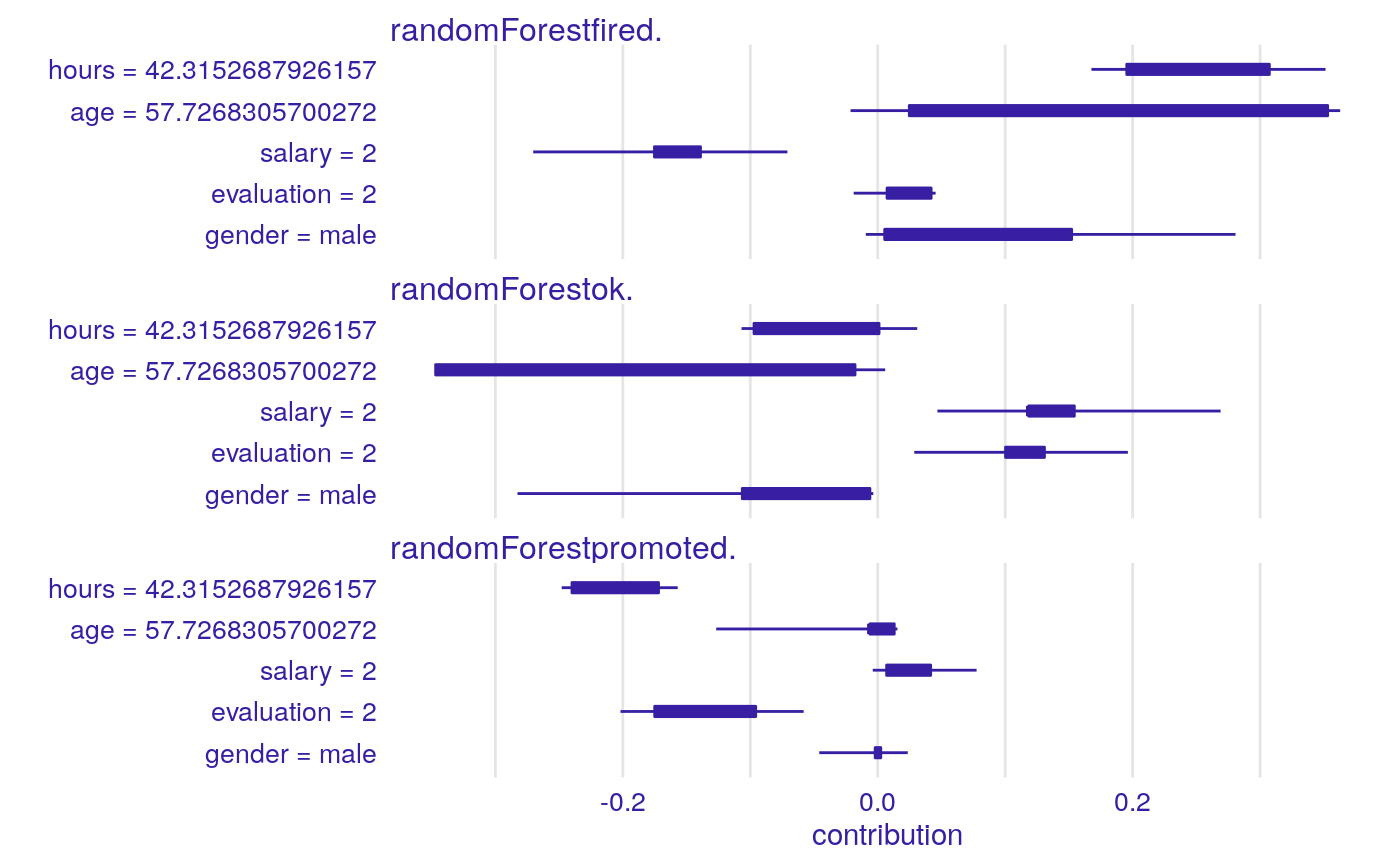 randomForestfired.
hours = 42.3152687926157
age = 57.7268305700272
salary = 2
evaluation = 2
gender = male
randomForestok.
hours = 42.3152687926157
age = 57.7268305700272
salary = 2
evaluation = 2
gender = male
randomForestpromoted.
hours = 42.3152687926157
age = 57.7268305700272
salary = 2
evaluation = 2
gender = male
-0.2 0.0 0.2
contribution